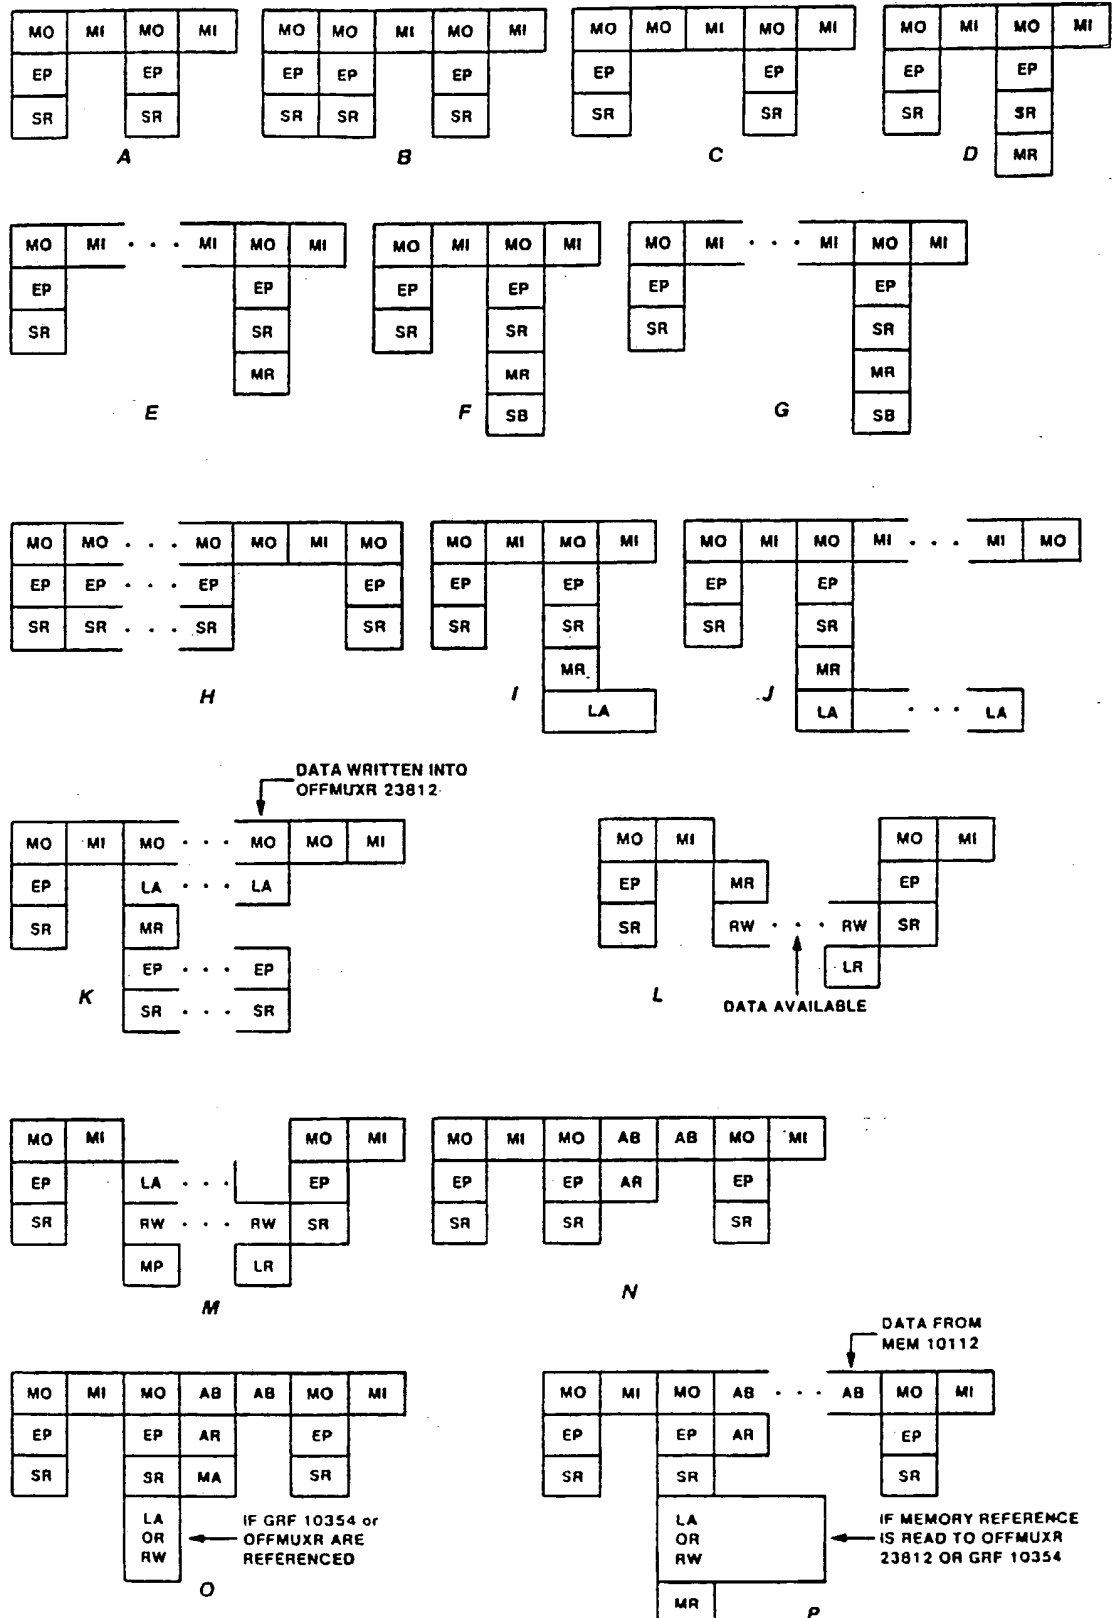 MO MI MO MI
EP EP
SR SR
A
MO MO MI MO MI
EP EP EP
SR SR SR
B
MO MO MI MO MI
EP EP
SR SR
C
MO MI MO MI
EP EP
SR SR
MR
D
MO MI . . . MI MO MI
EP EP
SR SR
MR
E
MO MI MO MI
EP EP
SR SR
MR
SB
F
MO MI . . . MI MO MI
EP EP
SR SR
MR
SB
G
MO MO . . . MO MO MI MO
EP EP . . . EP EP
SR SR . . . SR SR
H
MO MI MO MI
EP EP
SR SR
MR
LA
I
MO MI MO MI . . . MI MO
EP EP
SR SR
MR
LA . . . LA
J
DATA WRITTEN INTO
OFFMUXR 23812
MO MI MO . . . MO MO MI
EP LA . . . LA
SR MR
EP . . . EP
SR . . . SR
K
MO MI MO MI
EP MR EP
SR RW . . . RW SR
LR
L
DATA AVAILABLE
MO MI MO MI
EP LA . . . EP
SR RW . . . RW SR
MP LR
M
MO MI MO AB AB MO MI
EP EP AR EP
SR SR SR
N
MO MI MO AB AB MO MI
EP EP AR EP
SR SR MA SR
LA
OR
RW
IF GRF 10354 or
OFFMUXR ARE
REFERENCED
O
DATA FROM
MEM 10112
MO MI MO AB . . . AB MO MI
EP EP AR EP
SR SR SR
LA
OR
RW
IF MEMORY REFERENCE
IS READ TO OFFMUXR
23812 OR GRF 10354
MR
P